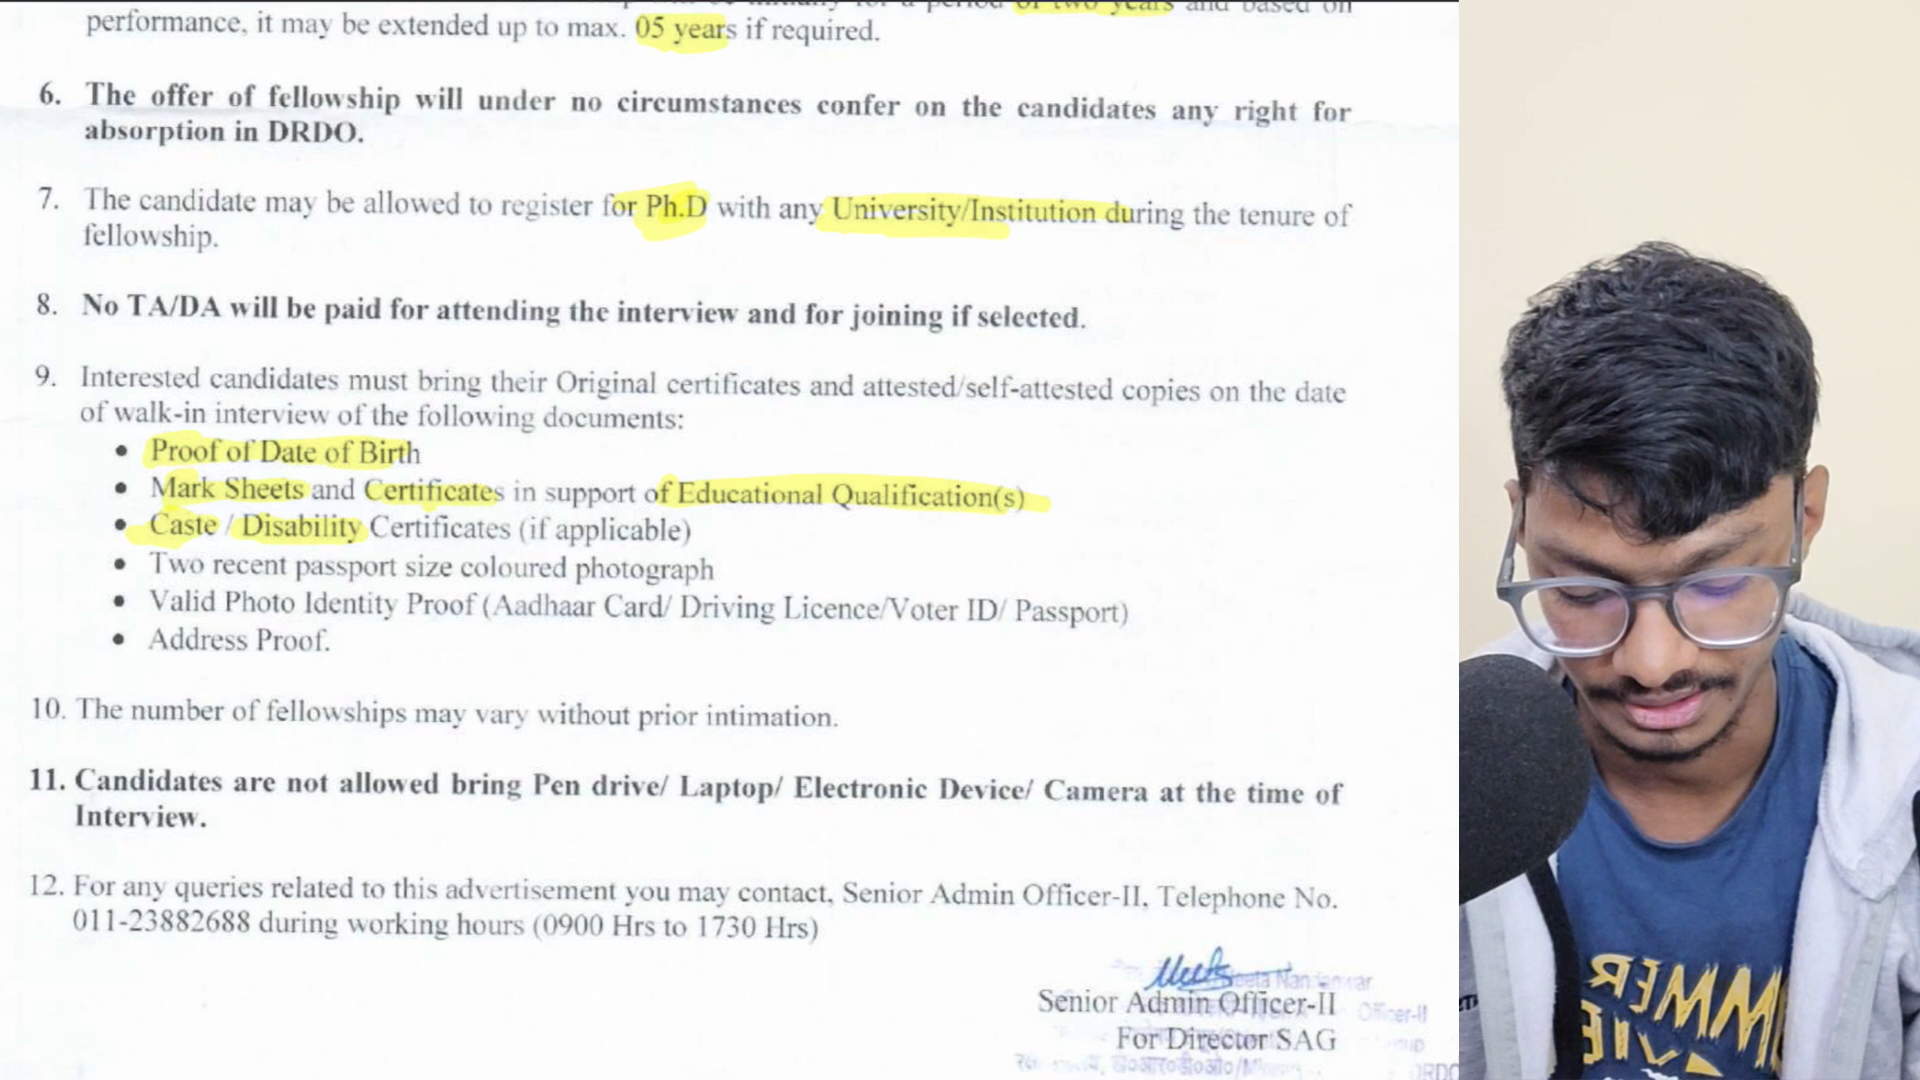 of two years and based on
performance, it may be extended up to max. 05 years if required.
6. The offer of fellowship will under no circumstances confer on the candidates any right for
absorption in DRDO.
7. The candidate may be allowed to register for Ph.D with any University/Institution during the tenure of
fellowship.
8. No TA/DA will be paid for attending the interview and for joining if selected.
9. Interested candidates must bring their Original certificates and attested/self-attested copies on the date
of walk-in interview of the following documents:
• Proof of Date of Birth
• Mark Sheets and Certificates in support of Educational Qualification(s)
• Caste / Disability Certificates (if applicable)
• Two recent passport size coloured photograph
• Valid Photo Identity Proof (Aadhaar Card/ Driving Licence/Voter ID/ Passport)
• Address Proof.
10. The number of fellowships may vary without prior intimation.
11. Candidates are not allowed bring Pen drive/ Laptop/ Electronic Device/ Camera at the time of
Interview.
12. For any queries related to this advertisement you may contact, Senior Admin Officer-II, Telephone No.
011-23882688 during working hours (0900 Hrs to 1730 Hrs)
Senior Admin Officer-II
Officer-II
For Director SAG
DRDO